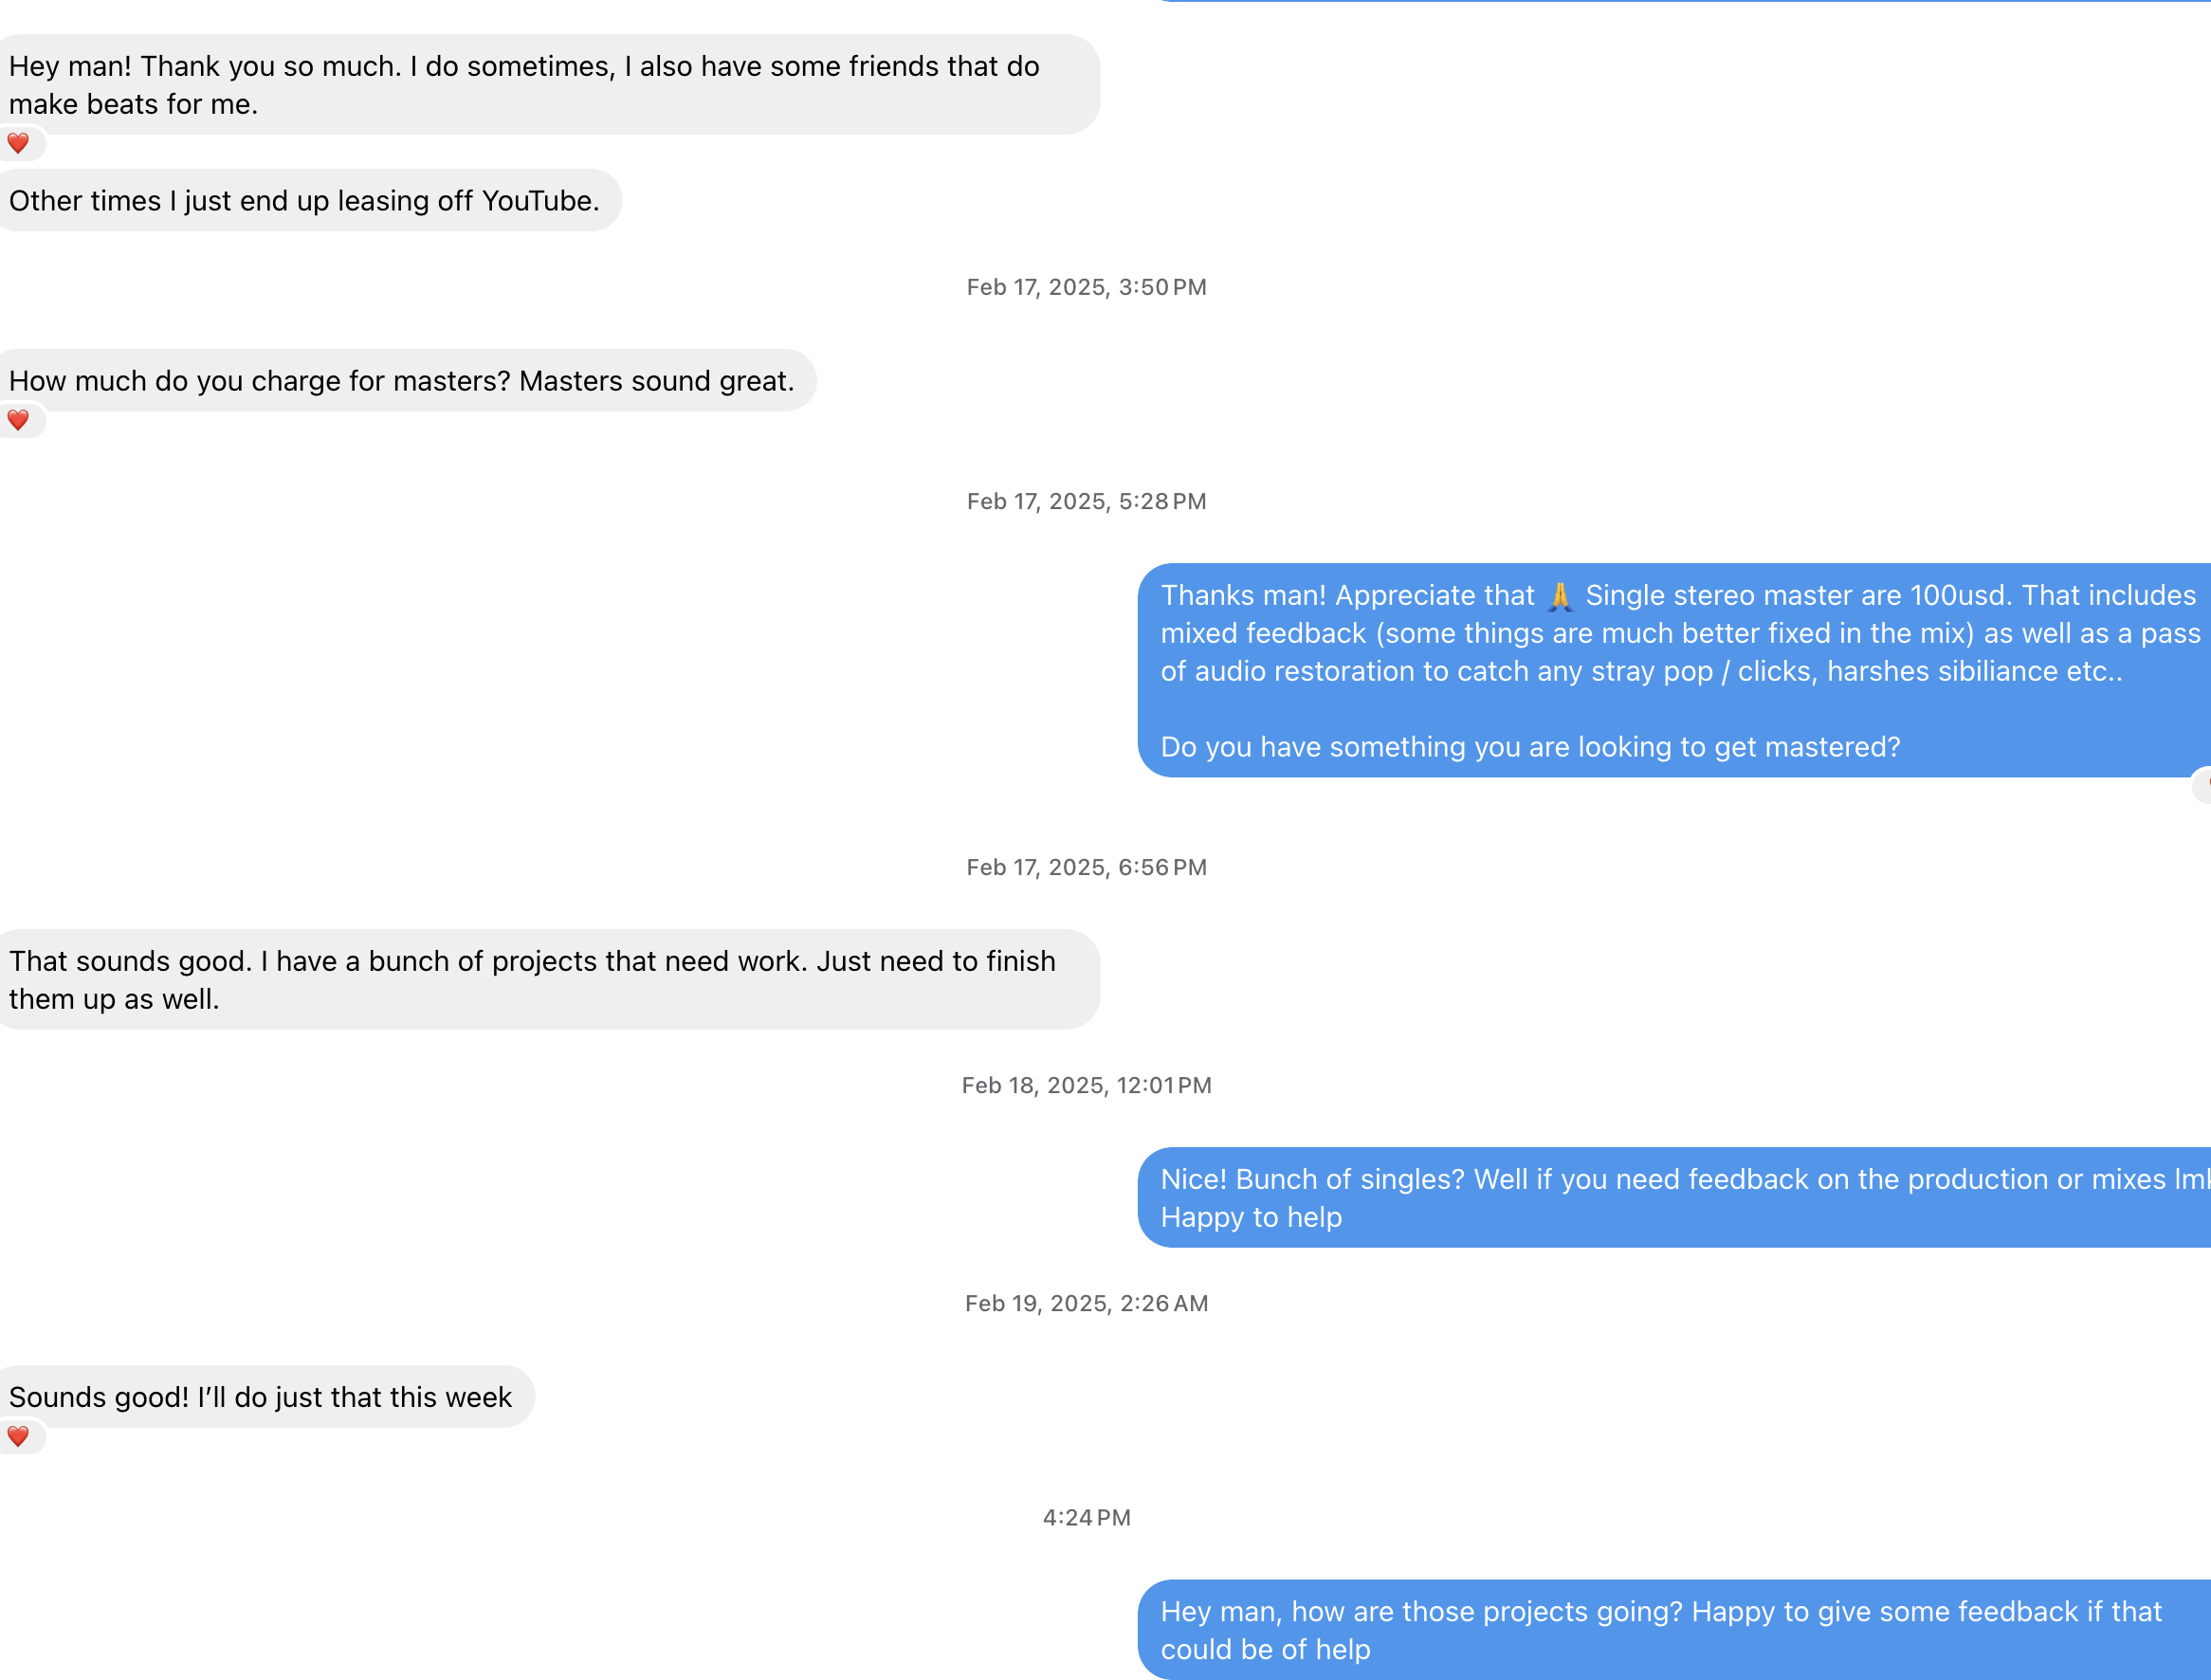 Hey man! Thank you so much. I do sometimes, I also have some friends that do
make beats for me.
Other times I just end up leasing off YouTube.
Feb 17, 2025, 3:50 PM
How much do you charge for masters? Masters sound great.
Feb 17, 2025, 5:28 PM
Thanks man! Appreciate that 🙏 Single stereo master are 100usd. That includes
mixed feedback (some things are much better fixed in the mix) as well as a pass
of audio restoration to catch any stray pop / clicks, harshes sibiliance etc..
Do you have something you are looking to get mastered?
Feb 17, 2025, 6:56 PM
That sounds good. I have a bunch of projects that need work. Just need to finish
them up as well.
Feb 18, 2025, 12:01 PM
Nice! Bunch of singles? Well if you need feedback on the production or mixes
Happy to help
Feb 19, 2025, 2:26 AM
Sounds good! I’ll do just that this week
4:24 PM
Hey man, how are those projects going? Happy to give some feedback if that
could be of help